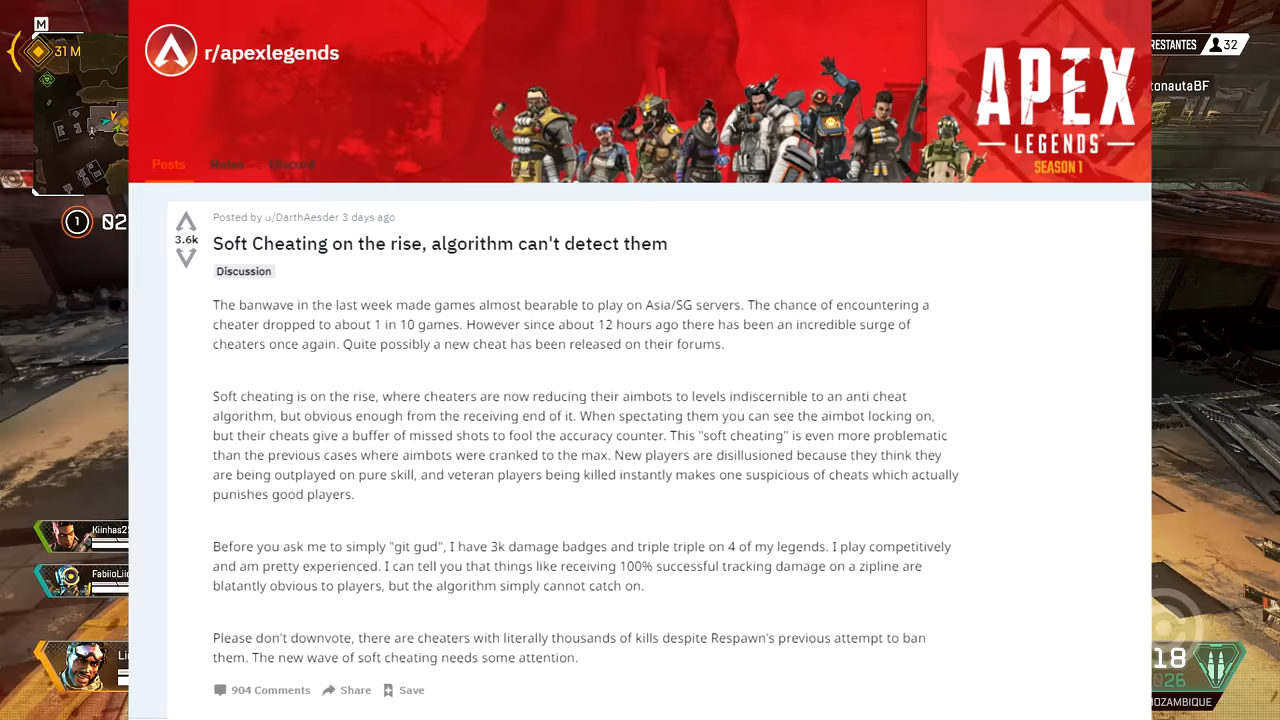 M
31 M
r/apexlegends
APEX
LEGENDS
SEASON 1
RESTANTES 32
tonautaBF
Posts Rules Discord
1 02
Posted by u/DarthAesder 3 days ago
3.6k
Soft Cheating on the rise, algorithm can't detect them
Discussion
The banwave in the last week made games almost bearable to play on Asia/SG servers. The chance of encountering a
cheater dropped to about 1 in 10 games. However since about 12 hours ago there has been an incredible surge of
cheaters once again. Quite possibly a new cheat has been released on their forums.
Soft cheating is on the rise, where cheaters are now reducing their aimbots to levels indiscernible to an anti cheat
algorithm, but obvious enough from the receiving end of it. When spectating them you can see the aimbot locking on,
but their cheats give a buffer of missed shots to fool the accuracy counter. This "soft cheating" is even more problematic
than the previous cases where aimbots were cranked to the max. New players are disillusioned because they think they
are being outplayed on pure skill, and veteran players being killed instantly makes one suspicious of cheats which actually
punishes good players.
Before you ask me to simply "git gud", I have 3k damage badges and triple triple on 4 of my legends. I play competitively
and am pretty experienced. I can tell you that things like receiving 100% successful tracking damage on a zipline are
blatantly obvious to players, but the algorithm simply cannot catch on.
Please don't downvote, there are cheaters with literally thousands of kills despite Respawn's previous attempt to ban
them. The new wave of soft cheating needs some attention.
904 Comments Share Save
Kiinhas2
FabiioLi
Li
18
026
MOZAMBIQUE